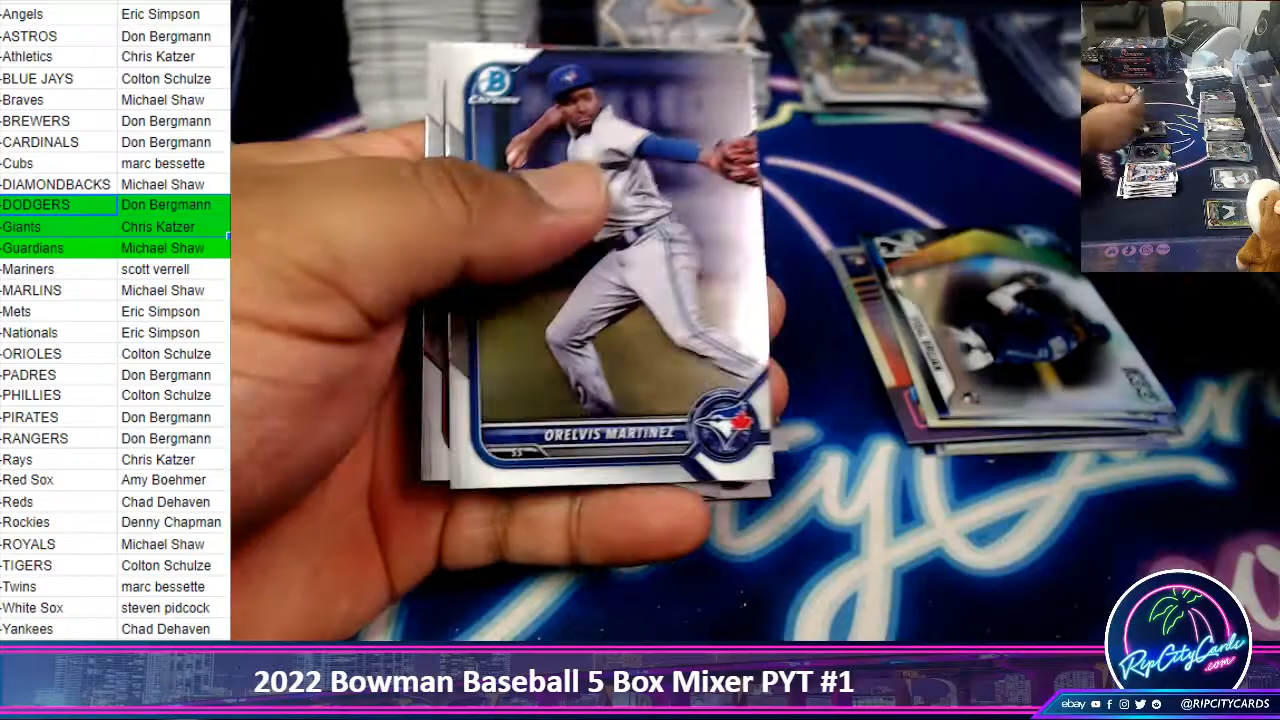 -Angels Eric Simpson
-ASTROS Don Bergmann
-Athletics Chris Katzer
-BLUE JAYS Colton Schulze
-Braves Michael Shaw
-BREWERS Don Bergmann
-CARDINALS Don Bergmann
-Cubs marc bessette
-DIAMONDBACKS Michael Shaw
-DODGERS Don Bergmann
-Giants Chris Katzer
-Guardians Michael Shaw
-Mariners scott verrell
-MARLINS Michael Shaw
-Mets Eric Simpson
-Nationals Eric Simpson
-ORIOLES Colton Schulze
-PADRES Don Bergmann
-PHILLIES Colton Schulze
-PIRATES Don Bergmann
-RANGERS Don Bergmann
-Rays Chris Katzer
-Red Sox Amy Boehmer
-Reds Chad Dehaven
-Rockies Denny Chapman
-ROYALS Michael Shaw
-TIGERS Colton Schulze
-Twins marc bessette
-White Sox steven pidcock
-Yankees Chad Dehaven
B
Chrome
ORELVIS MARTINEZ
SS
RipCityCards
.com
2022 Bowman Baseball 5 Box Mixer PYT #1
ebay @RIPCITYCARDS